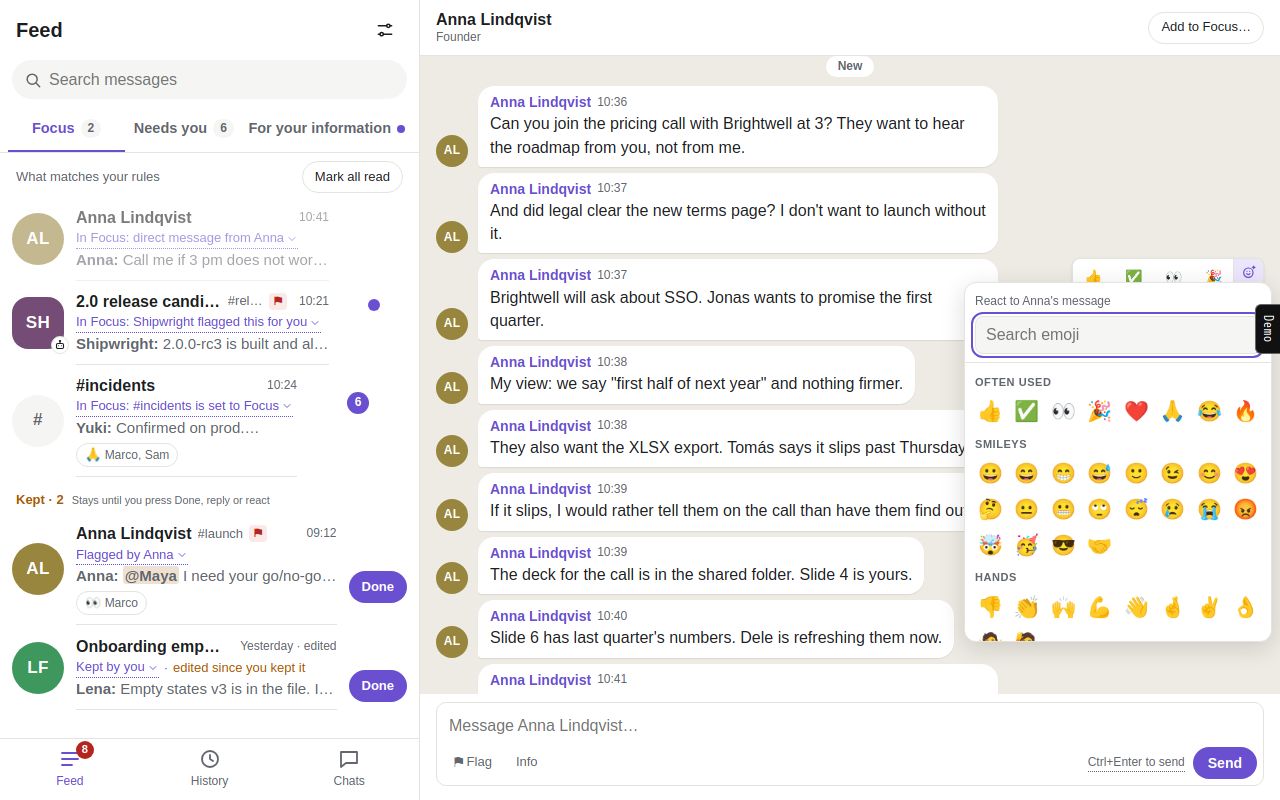 Feed
Search messages
Focus 2
Needs you 6
For your information
What matches your rules
Mark all read
AL
Anna Lindqvist 10:41
In Focus: direct message from Anna
Anna: Call me if 3 pm does not wor…
SH
2.0 release candi… #rel… 10:21
In Focus: Shipwright flagged this for you
Shipwright: 2.0.0-rc3 is built and al…
#
#incidents 10:24
In Focus: #incidents is set to Focus
6
Yuki: Confirmed on prod.…
🙏 Marco, Sam
Kept · 2 Stays until you press Done, reply or react
AL
Anna Lindqvist #launch 09:12
Flagged by Anna
Anna: @Maya I need your go/no-go…
👀 Marco
Done
LF
Onboarding emp… Yesterday · edited
Kept by you · edited since you kept it
Lena: Empty states v3 is in the file. I…
Done
8
Feed
History
Chats
Anna Lindqvist
Founder
Add to Focus…
New
Anna Lindqvist 10:36
Can you join the pricing call with Brightwell at 3? They want to hear
the roadmap from you, not from me.
AL
Anna Lindqvist 10:37
And did legal clear the new terms page? I don't want to launch without
it.
AL
Anna Lindqvist 10:37
Brightwell will ask about SSO. Jonas wants to promise the first
quarter.
AL
Anna Lindqvist 10:38
My view: we say "first half of next year" and nothing firmer.
AL
Anna Lindqvist 10:38
They also want the XLSX export. Tomás says it slips past Thursday
AL
Anna Lindqvist 10:39
If it slips, I would rather tell them on the call than have them find ou
AL
Anna Lindqvist 10:39
The deck for the call is in the shared folder. Slide 4 is yours.
AL
Anna Lindqvist 10:40
Slide 6 has last quarter's numbers. Dele is refreshing them now.
AL
Anna Lindqvist 10:41
React to Anna's message
Search emoji
OFTEN USED
SMILEYS
HANDS
Demo
Message Anna Lindqvist…
Flag
Info
Ctrl+Enter to send
Send